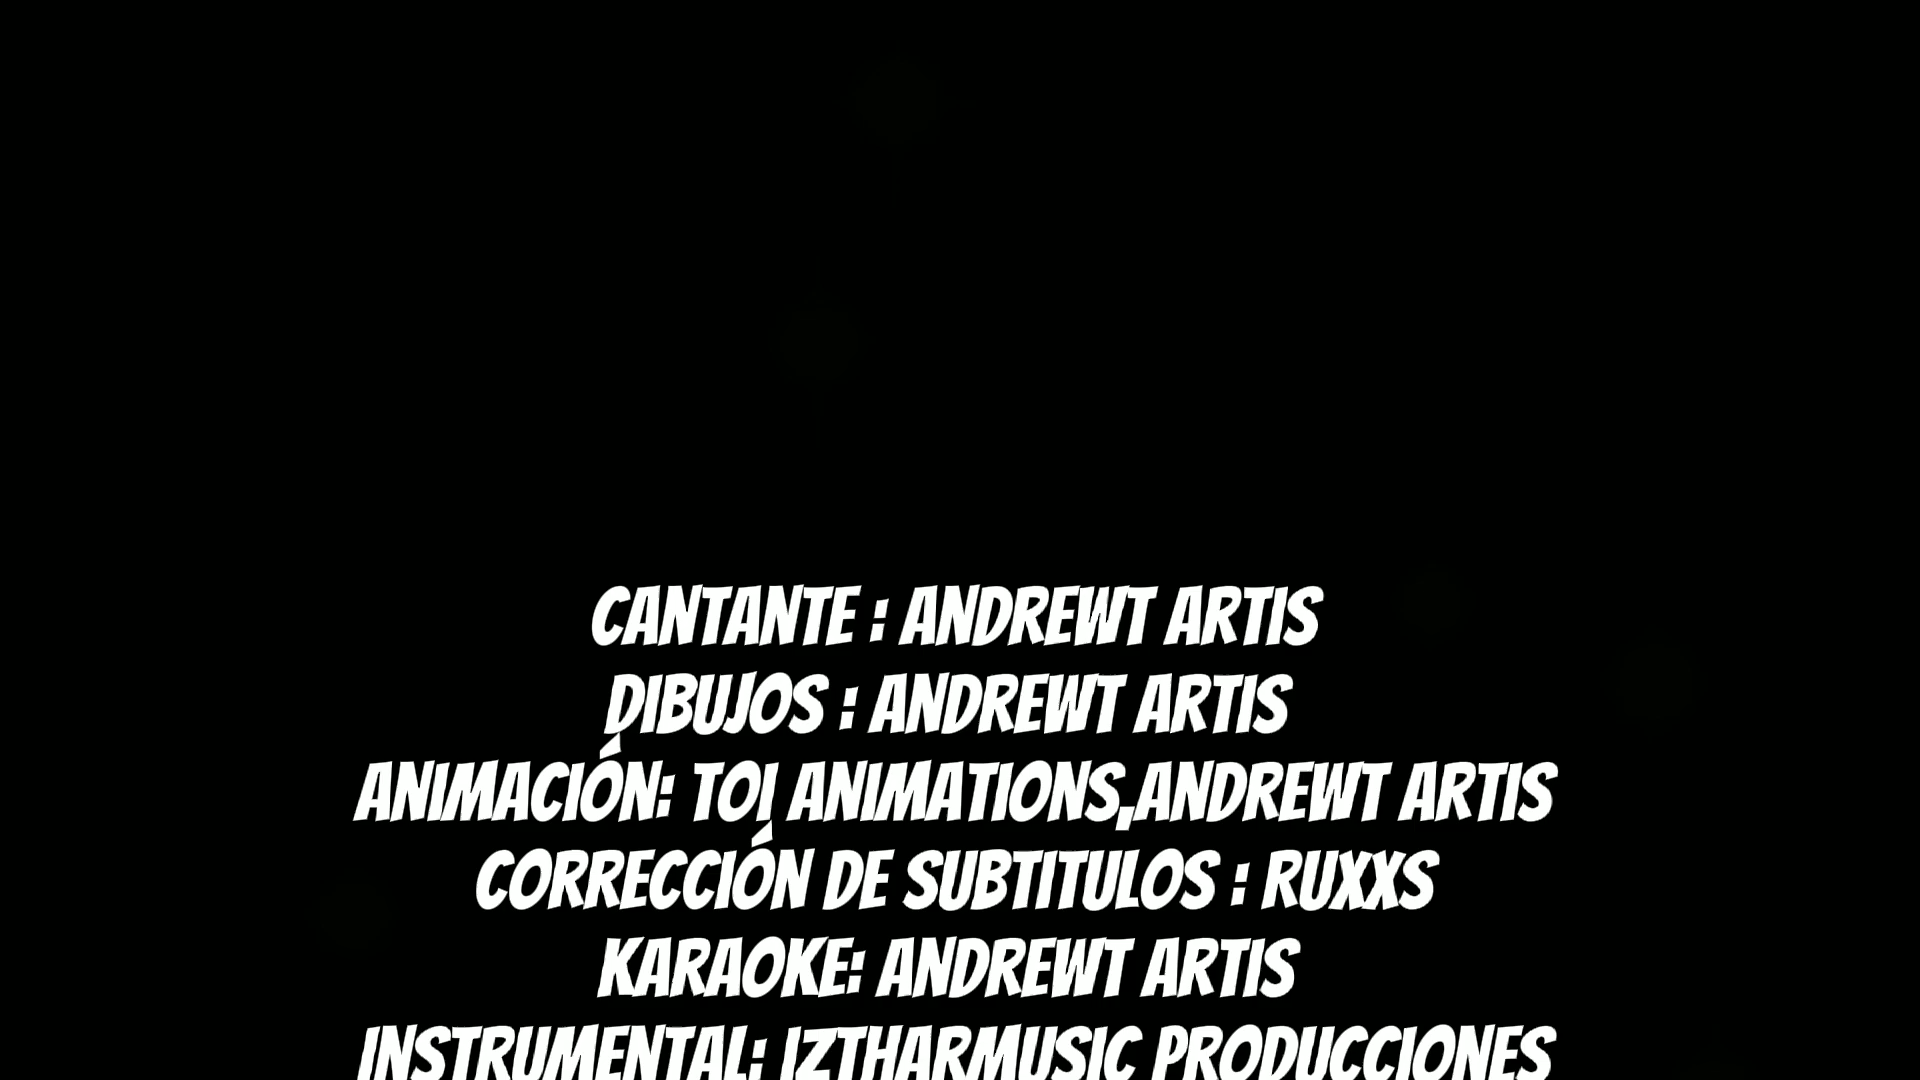 CANTANTE : ANDREWT ARTIS
DIBUJOS : ANDREWT ARTIS
ANIMACIÓN: TOI ANIMATIONS,ANDREWT ARTIS
CORRECCIÓN DE SUBTITULOS : RUXXS
KARAOKE: ANDREWT ARTIS
INSTRUMENTAL: IZTHARMUSIC PRODUCCIONES